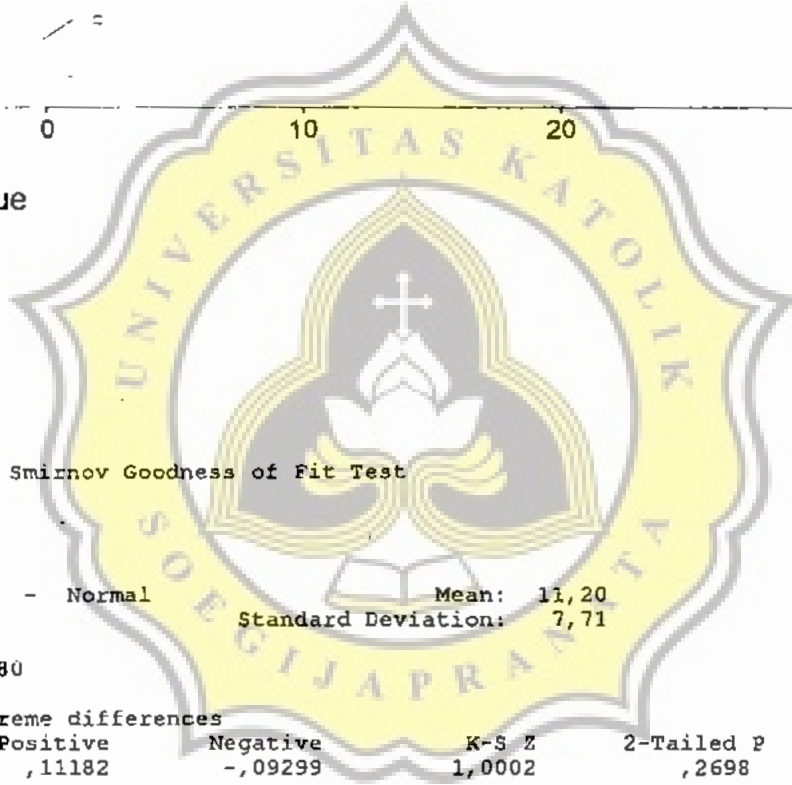 0 10 20
ue
UNIVERSITAS KATOLIK
SOEGIJAPRANATA
Smirnov Goodness of Fit Test
- Normal Mean: 11,20
Standard Deviation: 7,71
80
reme differences
Positive Negative K-S Z 2-Tailed P
,11182 -,09299 1,0002 ,2698